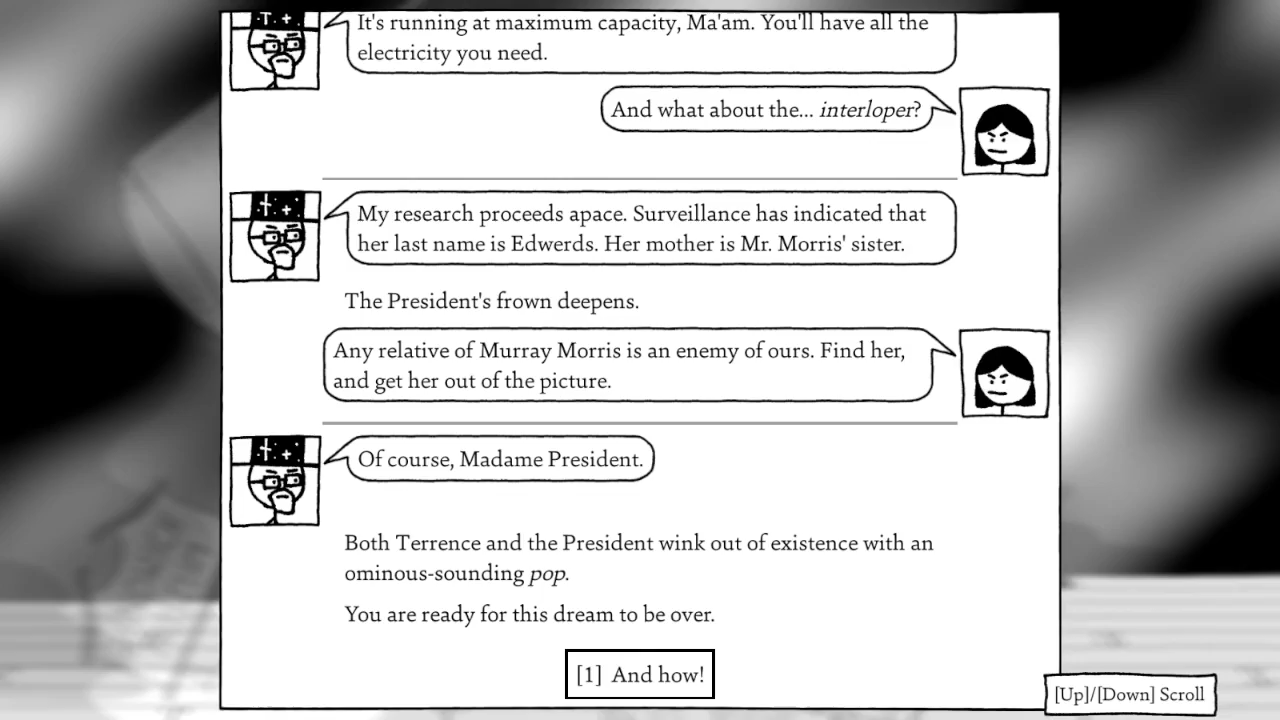 It's running at maximum capacity, Ma'am. You'll have all the
electricity you need.
And what about the... interloper?
My research proceeds apace. Surveillance has indicated that
her last name is Edwerds. Her mother is Mr. Morris' sister.
The President's frown deepens.
Any relative of Murray Morris is an enemy of ours. Find her,
and get her out of the picture.
Of course, Madame President.
Both Terrence and the President wink out of existence with an
ominous-sounding pop.
You are ready for this dream to be over.
[1] And how!
[Up]/[Down] Scroll